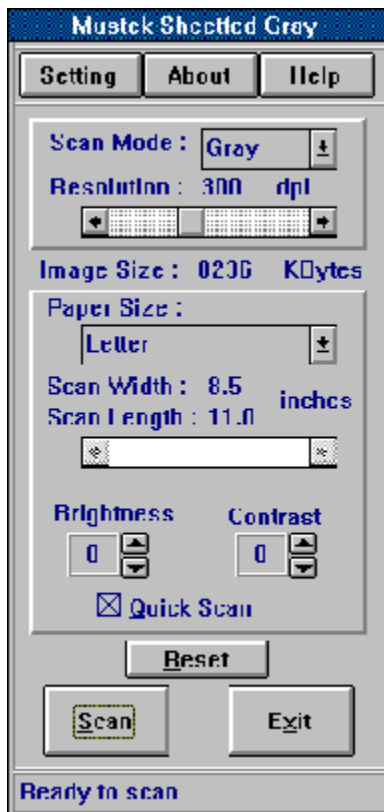 Mustek Sheetfed Gray
Setting About Help
Scan Mode : Gray
Resolution : 300 dpi
Image Size : 8236 KBytes
Paper Size :
Letter
Scan Width : 8.5 inches
Scan Length : 11.0
Brightness Contrast
0 0
Quick Scan
Reset
Scan Exit
Ready to scan